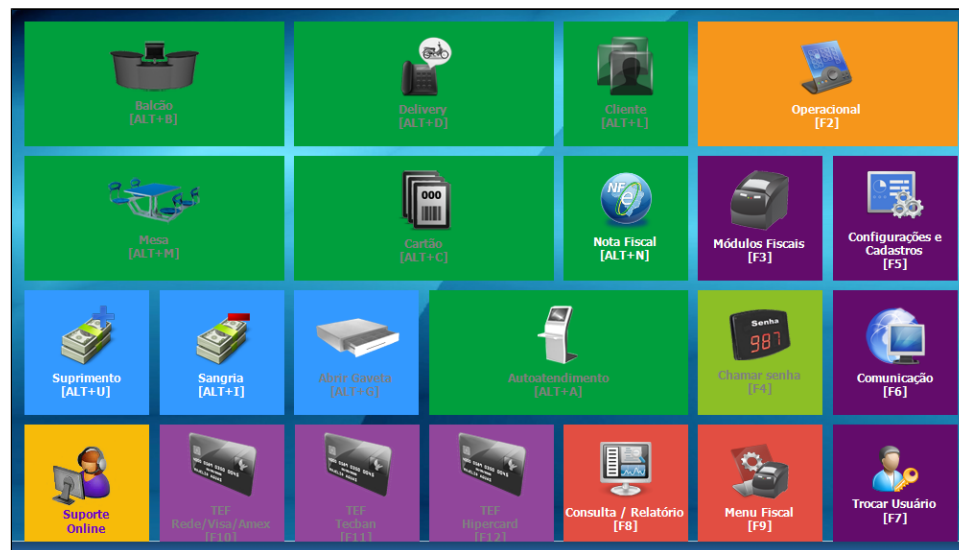 Balcão
[ALT+B]
Delivery
[ALT+D]
Cliente
[ALT+L]
Operacional
[F2]
Mesa
[ALT+M]
000
Cartão
[ALT+C]
NF
e
Nota Fiscal
[ALT+N]
Módulos Fiscais
[F3]
Configurações e
Cadastros
[F5]
Suprimento
[ALT+U]
Sangria
[ALT+I]
Abrir Gaveta
[ALT+G]
Autoatendimento
[ALT+A]
Senha
987
Chamar senha
[F4]
Comunicação
[F6]
Suporte
Online
TEF
Rede/Visa/Amex
[F10]
TEF
Tecban
[F11]
TEF
Hipercard
[F12]
Consulta / Relatório
[F8]
Menu Fiscal
[F9]
Trocar Usuário
[F7]